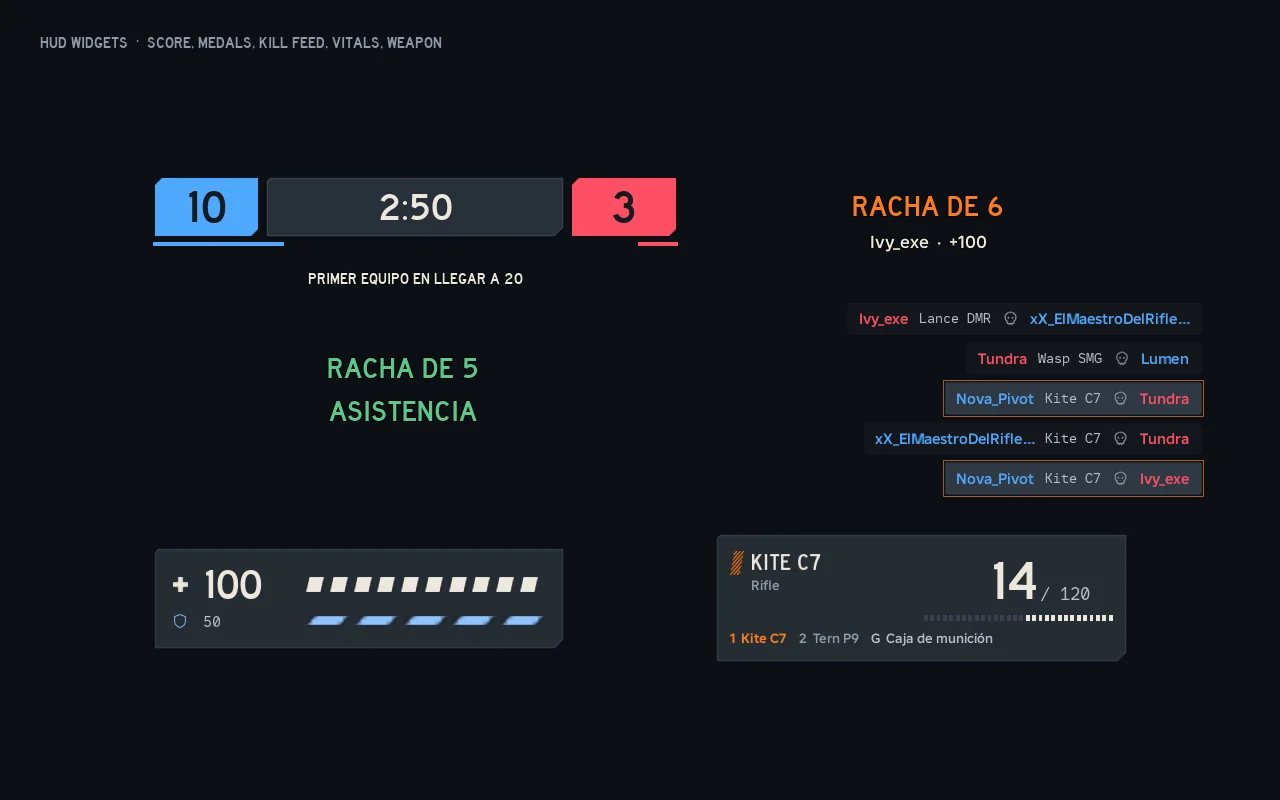 HUD WIDGETS · SCORE, MEDALS, KILL FEED, VITALS, WEAPON
10 2:50 3
PRIMER EQUIPO EN LLEGAR A 20
RACHA DE 5
ASISTENCIA
RACHA DE 6
Ivy_exe · +100
Ivy_exe Lance DMR xX_ElMaestroDelRifle...
Tundra Wasp SMG Lumen
Nova_Pivot Kite C7 Tundra
xX_ElMaestroDelRifle... Kite C7 Tundra
Nova_Pivot Kite C7 Ivy_exe
+ 100
50
KITE C7
Rifle
14 / 120
1 Kite C7 2 Tern P9 G Caja de munición